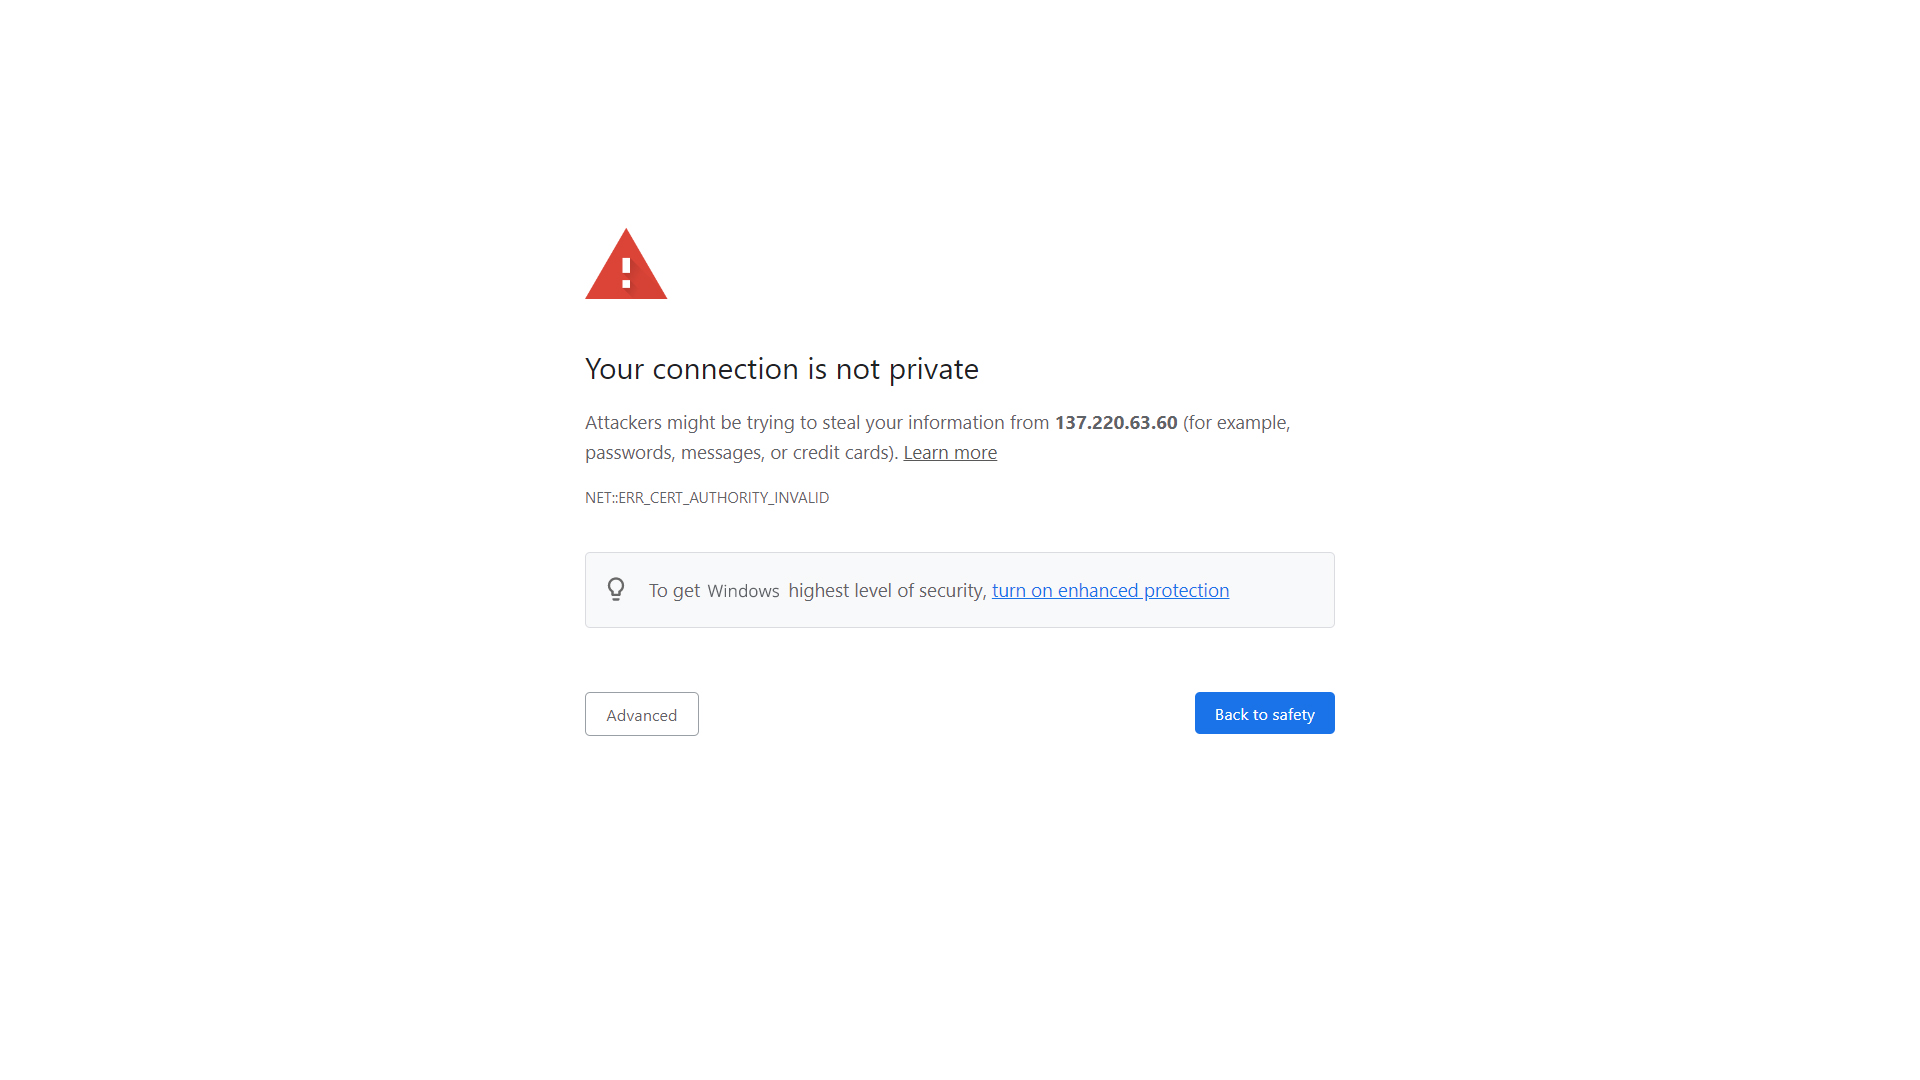 Your connection is not private
Attackers might be trying to steal your information from 137.220.63.60 (for example,
passwords, messages, or credit cards). Learn more
NET::ERR_CERT_AUTHORITY_INVALID
To get Windows highest level of security, turn on enhanced protection
Advanced
Back to safety